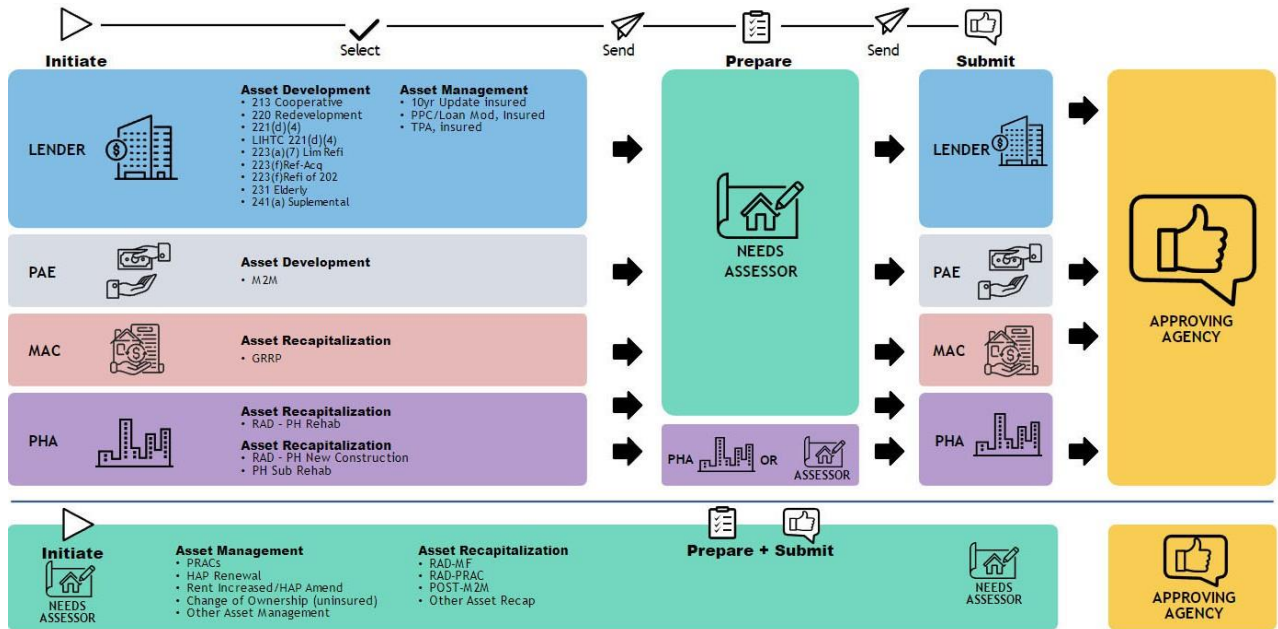 Select
Send
Send
Initiate
Prepare
Submit
LENDER
Asset Development
• 213 Cooperative
• 220 Redevelopment
• 221(d)(4)
• LIHTC 221(d)(4)
• 223(a)(7) Lim Refi
• 223(f)Ref-Acq
• 223(f)Refi of 202
• 231 Elderly
• 241(a) Suplemental
Asset Management
• 10yr Update insured
• PPC/Loan Mod, Insured
• TPA, insured
NEEDS
ASSESSOR
LENDER
APPROVING
AGENCY
PAE
Asset Development
• M2M
PAE
MAC
Asset Recapitalization
• GRRP
MAC
PHA
Asset Recapitalization
• RAD - PH Rehab
Asset Recapitalization
• RAD - PH New Construction
• PH Sub Rehab
PHA OR
ASSESSOR
PHA
Initiate
NEEDS
ASSESSOR
Asset Management
• PRACs
• HAP Renewal
• Rent Increased/HAP Amend
• Change of Ownership (uninsured)
• Other Asset Management
Asset Recapitalization
• RAD-MF
• RAD-PRAC
• POST-M2M
• Other Asset Recap
Prepare + Submit
NEEDS
ASSESSOR
APPROVING
AGENCY